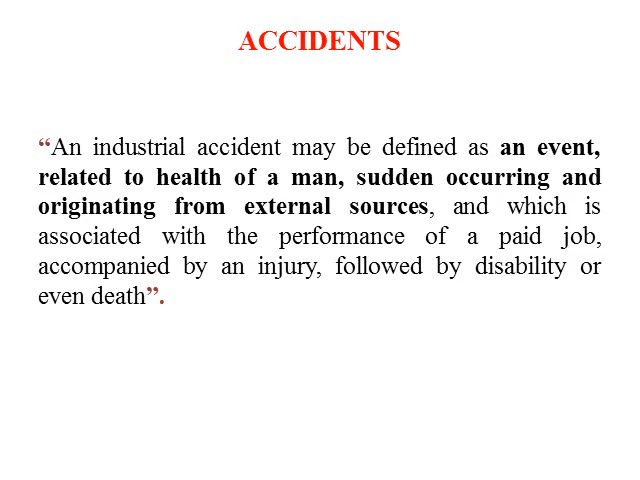 ACCIDENTS
“An industrial accident may be defined as an event,
related to health of a man, sudden occurring and
originating from external sources, and which is
associated with the performance of a paid job,
accompanied by an injury, followed by disability or
even death”.